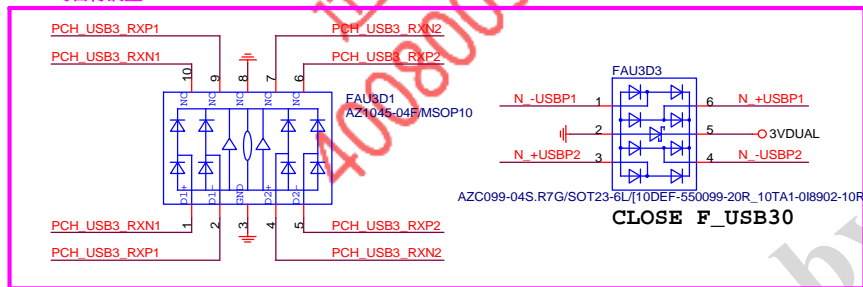 PCH_USB3_RXP1
PCH_USB3_RXN2
PCH_USB3_RXN1
PCH_USB3_RXP2
10
9
8
7
6
NC
NC
NC
NC
NC
FAU3D1
AZ1045-04F/MSOP10
D1+
D1-
GND
D2+
D2-
1
2
3
4
5
PCH_USB3_RXN1
PCH_USB3_RXP2
PCH_USB3_RXP1
PCH_USB3_RXN2
FAU3D3
N_-USBP1
1
6
N_+USBP1
2
5
3VDUAL
N_+USBP2
3
4
N_-USBP2
AZC099-04S.R7G/SOT23-6L/[10DEF-550099-20R_10TA1-0I8902-10R
CLOSE F_USB30
400800
by